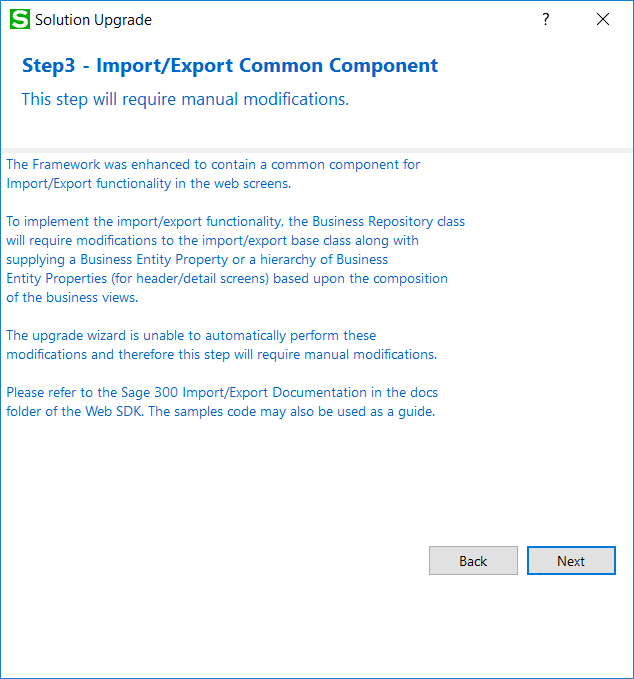 S Solution Upgrade ?
Step3 - Import/Export Common Component
This step will require manual modifications.
The Framework was enhanced to contain a common component for
Import/Export functionality in the web screens.
To implement the import/export functionality, the Business Repository class
will require modifications to the import/export base class along with
supplying a Business Entity Property or a hierarchy of Business
Entity Properties (for header/detail screens) based upon the composition
of the business views.
The upgrade wizard is unable to automatically perform these
modifications and therefore this step will require manual modifications.
Please refer to the Sage 300 Import/Export Documentation in the docs
folder of the Web SDK. The samples code may also be used as a guide.
Back Next